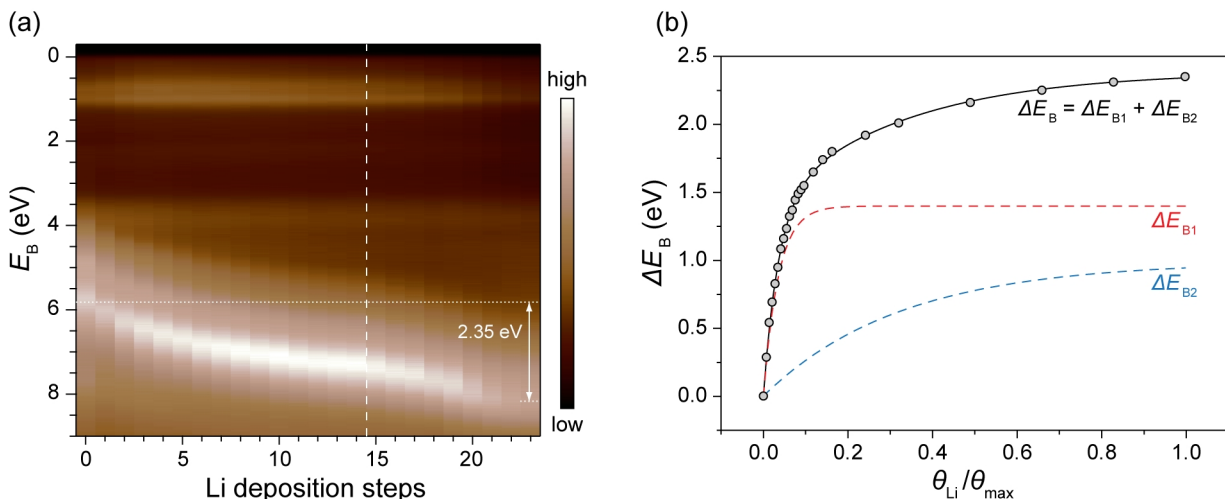 (a)
0
2
4
6
8
E_B (eV)
0
5
10
15
20
Li deposition steps
2.35 eV
high
low
(b)
2.5
2.0
1.5
1.0
0.5
0.0
ΔE_B (eV)
ΔE_B = ΔE_B1 + ΔE_B2
ΔE_B1
ΔE_B2
0.0
0.2
0.4
0.6
0.8
1.0
θ_Li/θ_max